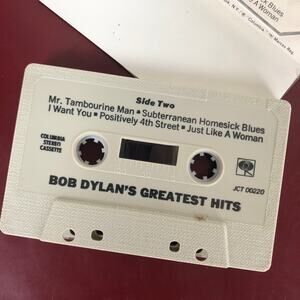 N.Y. / ® "Columbia"
A Woman
Side Two
Mr. Tambourine Man ■ Subterranean Homesick Blues
I Want You ■ Positively 4th Street ■ Just Like A Woman
COLUMBIA
STEREO
CASSETTE
JCT 00220
BOB DYLAN'S GREATEST HITS